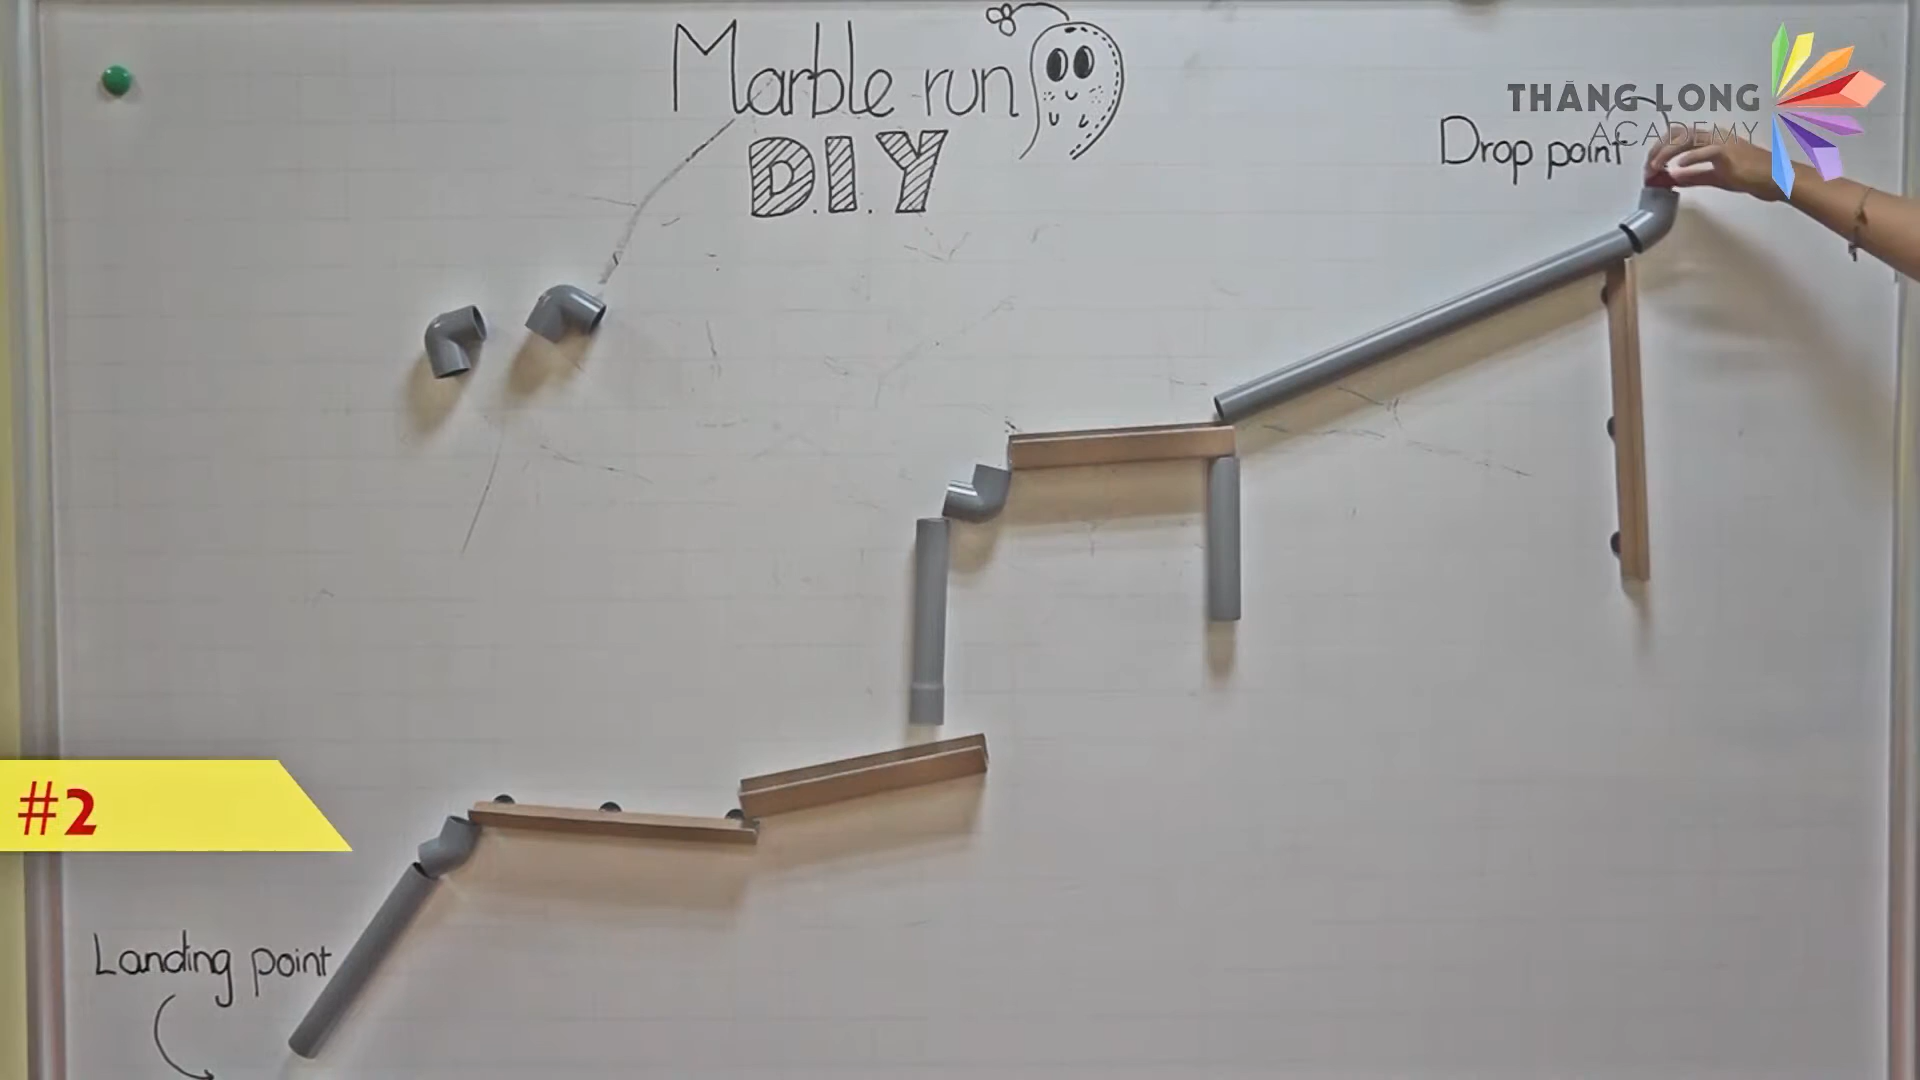 Marble run
D.I.Y
THĂNG LONG
ACADEMY
Drop point
#2
Landing point